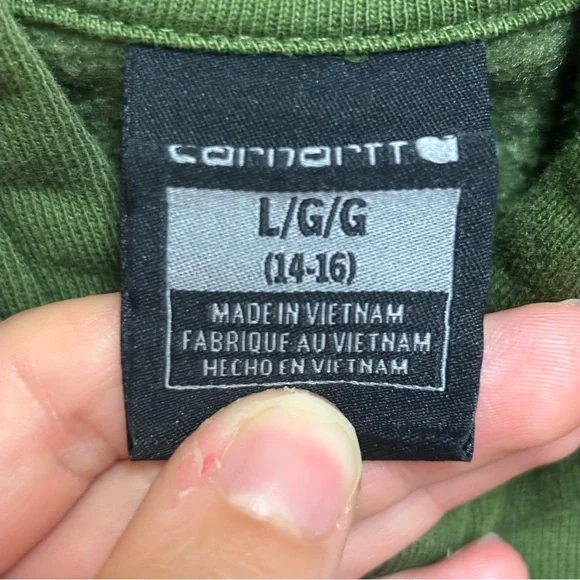 carhartt
L/G/G
(14-16)
MADE IN VIETNAM
FABRIQUE AU VIETNAM
HECHO EN VIETNAM